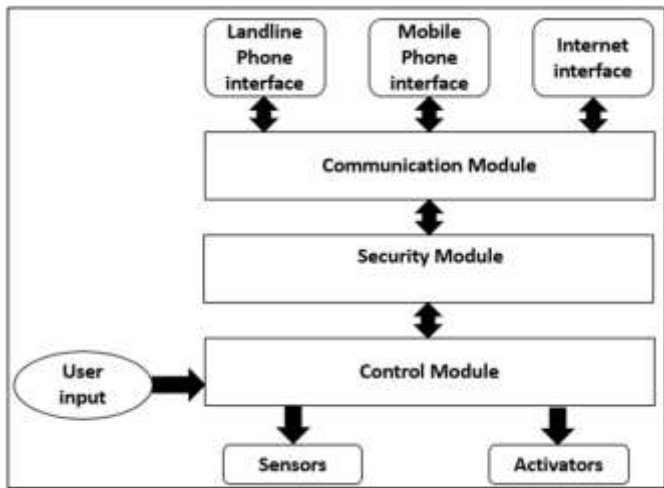 Landline
Phone
interface
Mobile
Phone
interface
Internet
interface
Communication Module
Security Module
User
input
Control Module
Sensors
Activators